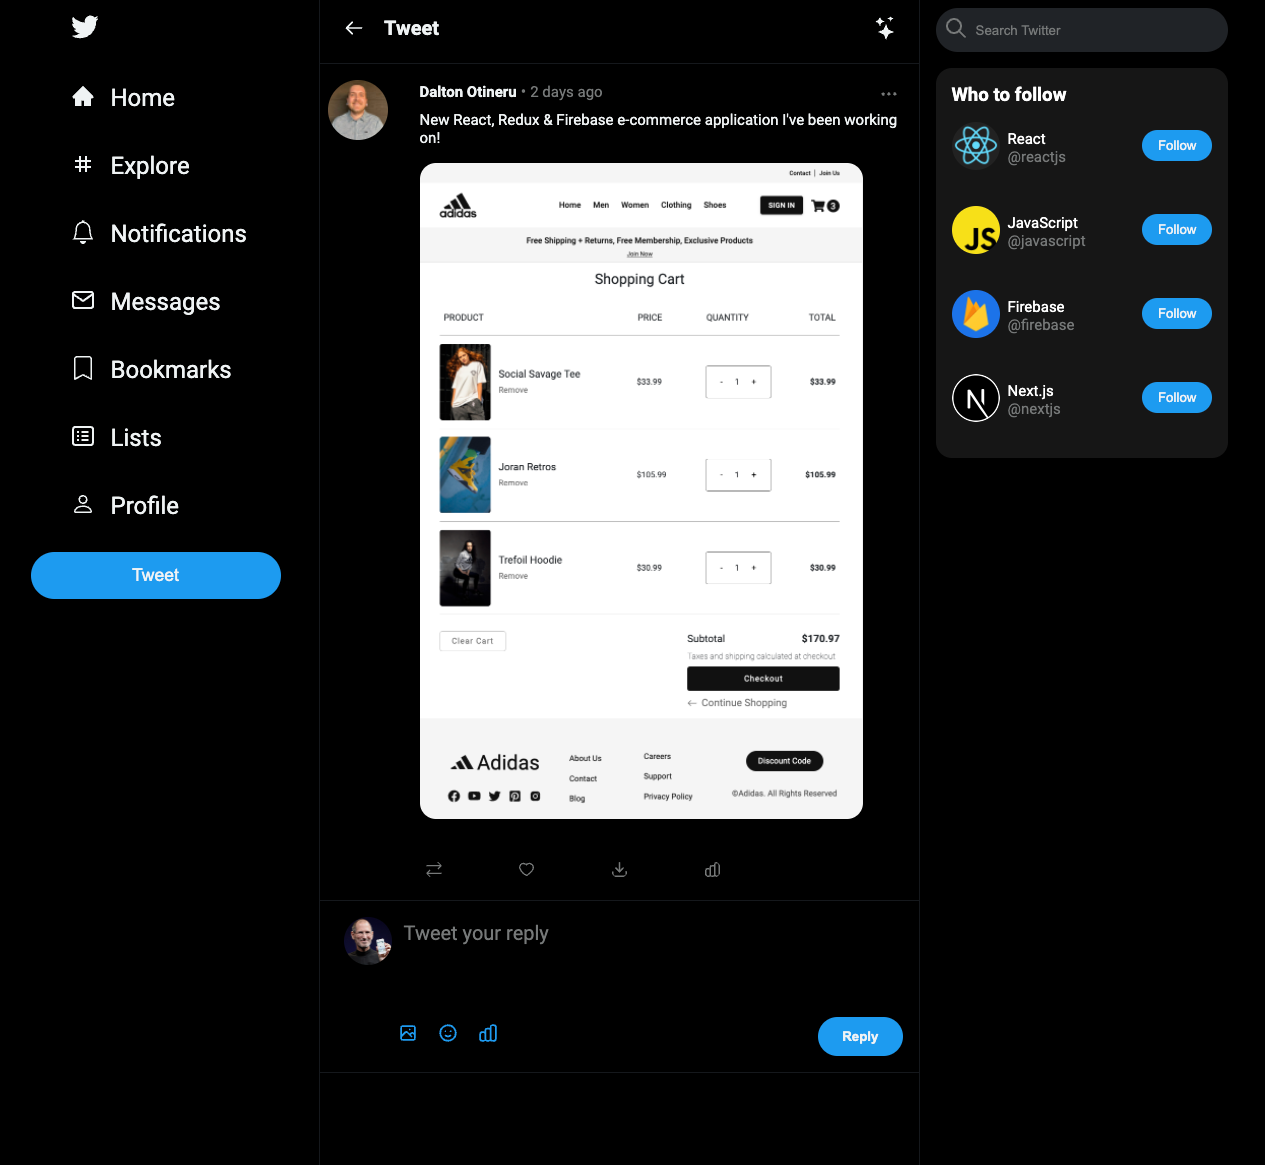 Home
Explore
Notifications
Messages
Bookmarks
Lists
Profile
Tweet
Tweet
Dalton Otineru • 2 days ago
New React, Redux & Firebase e-commerce application I've been working
on!
Contact | Join Us
adidas
Home Men Women Clothing Shoes SIGN IN 3
Free Shipping + Returns, Free Membership, Exclusive Products
Join Now
Shopping Cart
PRODUCT PRICE QUANTITY TOTAL
Social Savage Tee
Remove
$33.99 - 1 + $33.99
Joran Retros
Remove
$105.99 - 1 + $105.99
Trefoil Hoodie
Remove
$30.99 - 1 + $30.99
Clear Cart
Subtotal $170.97
Taxes and shipping calculated at checkout
Checkout
← Continue Shopping
Adidas
About Us
Contact
Blog
Careers
Support
Privacy Policy
Discount Code
©Adidas. All Rights Reserved
Tweet your reply
Reply
Search Twitter
Who to follow
React
@reactjs
Follow
JS
JavaScript
@javascript
Follow
Firebase
@firebase
Follow
N
Next.js
@nextjs
Follow